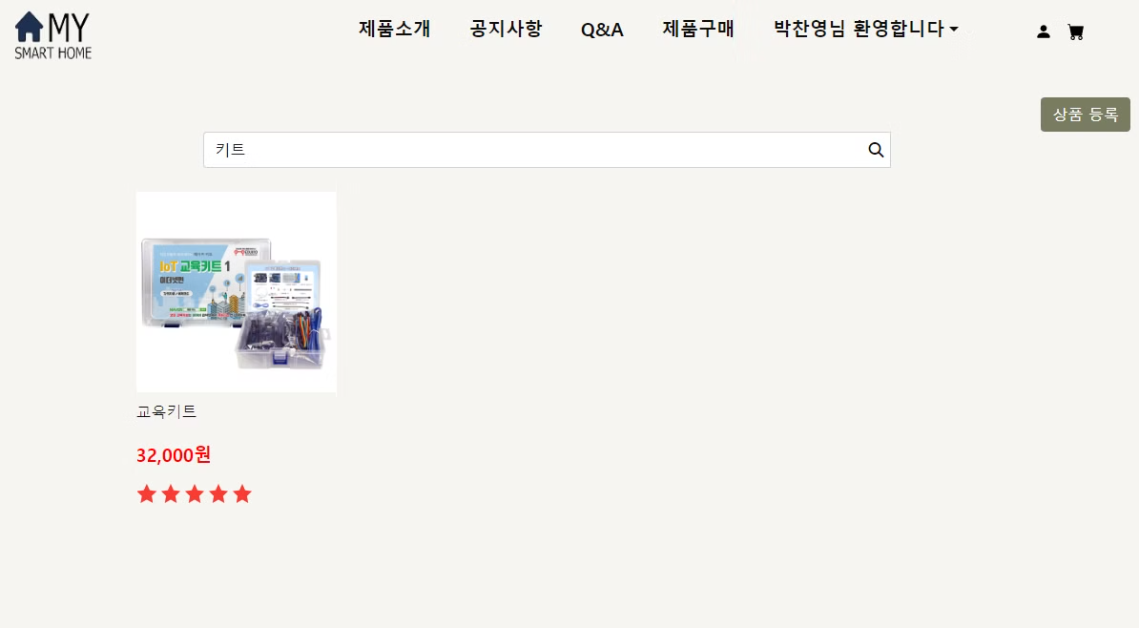 MY
SMART HOME
제품소개
공지사항
Q&A
제품구매
박찬영님 환영합니다
상품 등록
키트
IoT 교육키트 1
교육키트
32,000원